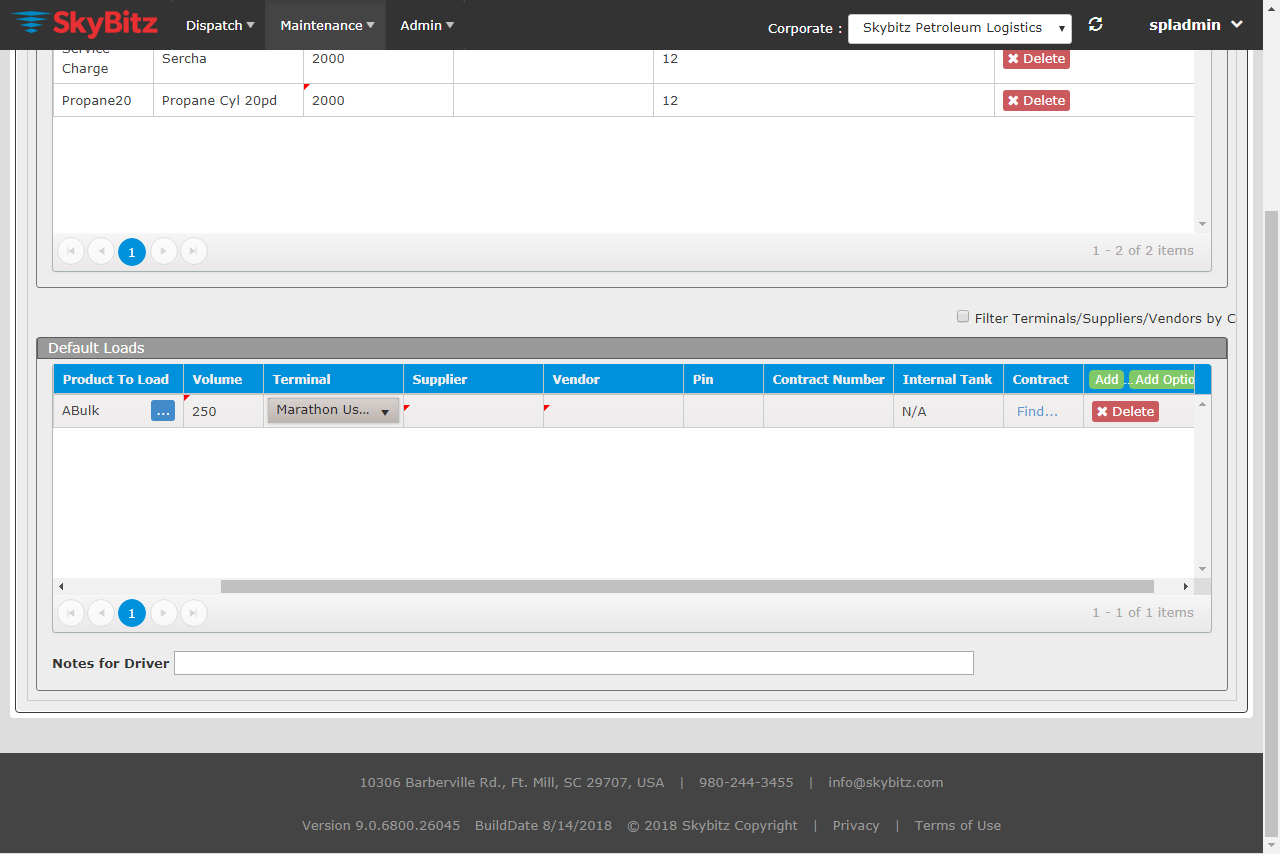 SkyBitz Dispatch Maintenance Admin Corporate : Skybitz Petroleum Logistics spladmin
Service Charge Sercha 2000 12 Delete
Propane20 Propane Cyl 20pd 2000 12 Delete
1 1 - 2 of 2 items
Filter Terminals/Suppliers/Vendors by C
Default Loads
Product To Load Volume Terminal Supplier Vendor Pin Contract Number Internal Tank Contract Add ... Add Optio
ABulk ... 250 Marathon Us... N/A Find... Delete
1 1 - 1 of 1 items
Notes for Driver
10306 Barberville Rd., Ft. Mill, SC 29707, USA | 980-244-3455 | info@skybitz.com
Version 9.0.6800.26045 BuildDate 8/14/2018 © 2018 Skybitz Copyright | Privacy | Terms of Use